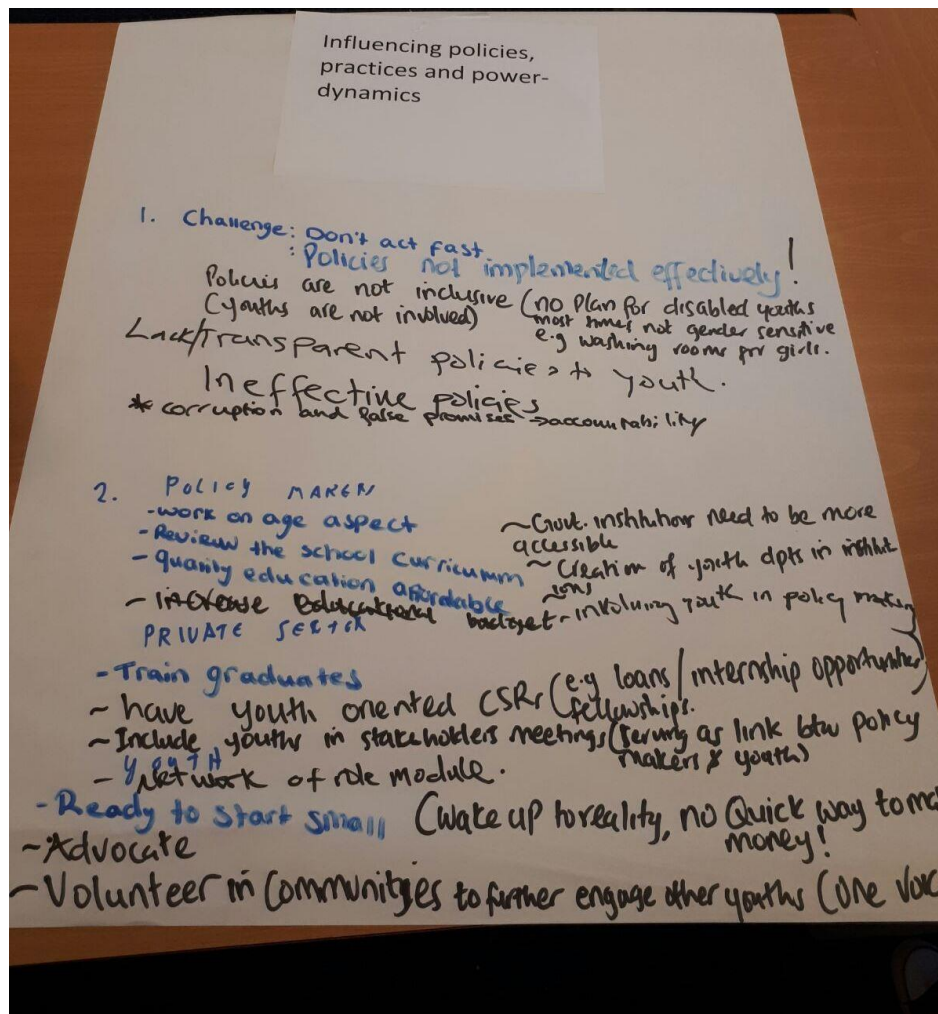 Influencing policies,
practices and power-
dynamics
1. Challenge: Don't act fast
: Policies not implemented effectively!
Policies are not inclusive (no Plan for disabled youths
(youths are not involved) most times not gender sensitive
e.g washing rooms for girls.
Lack/Transparent policies to youth.
Ineffective policies
* corruption and false promises → accountability
2. POLICY MAKERS
- work on age aspect
- Review the school curriculum
- quality education affordable
- increase Educational budget
~ Govt. institutions need to be more
accessible
~ Creation of youth dpts in institut
ions
- involving youth in policy making
PRIVATE SECTOR
- Train graduates
~ have youth oriented CSRs (e.g loans/internship opportunities)
fellowships.
~ Include youths in stakeholders meetings (serving as link btw policy
makers & youth)
YOUTH
- Network of role module.
- Ready to start small (Wake up to reality, no Quick way to
money!
~ Advocate
~ Volunteer in Communities to further engage other youths (One